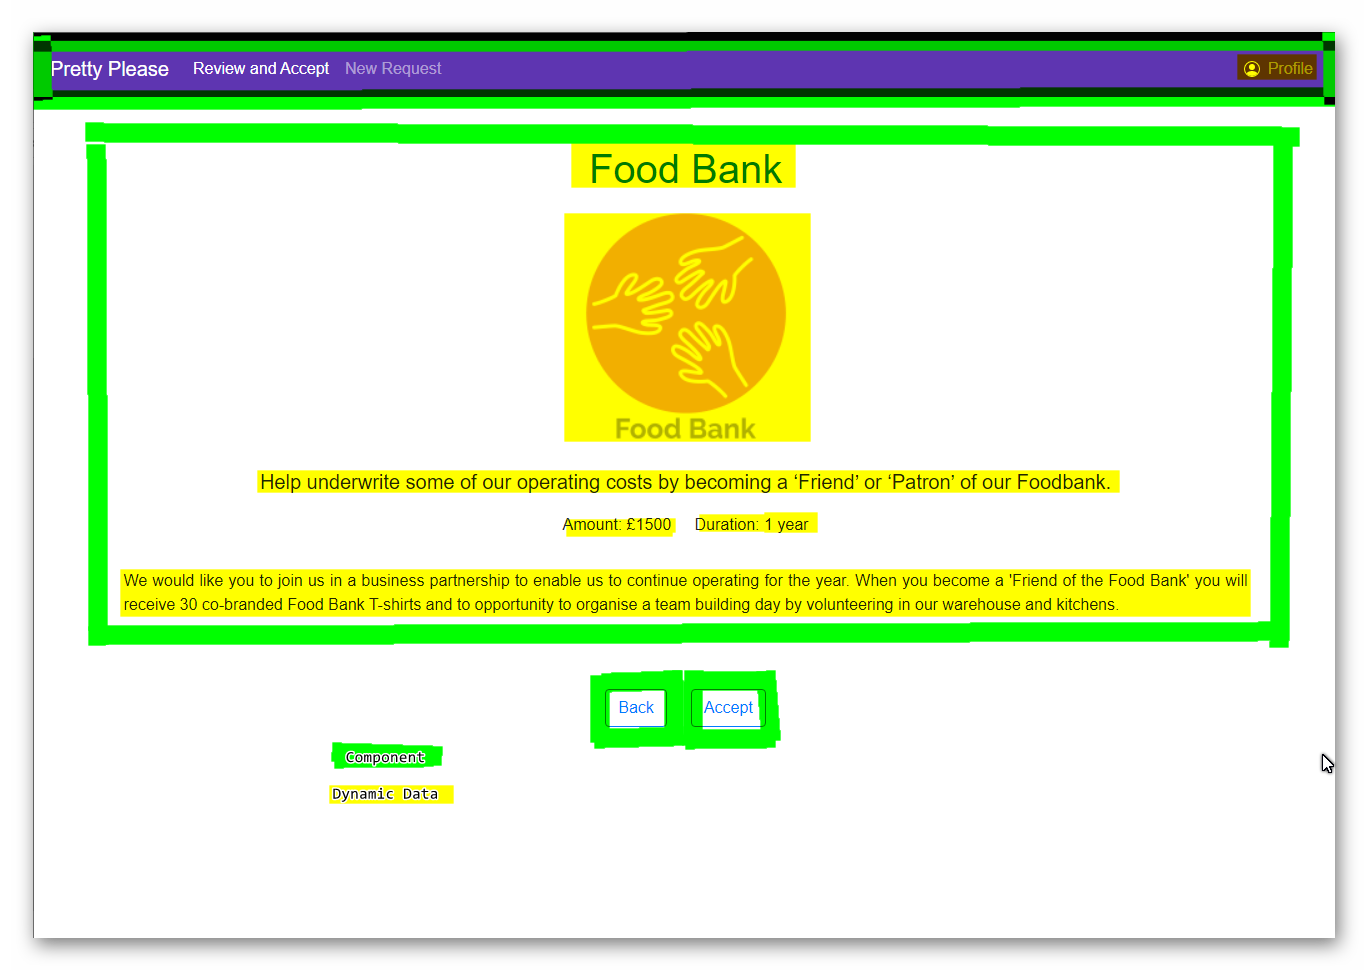 Pretty Please Review and Accept New Request Profile
Food Bank
Food Bank
Help underwrite some of our operating costs by becoming a ‘Friend’ or ‘Patron’ of our Foodbank.
Amount: £1500 Duration: 1 year
We would like you to join us in a business partnership to enable us to continue operating for the year. When you become a 'Friend of the Food Bank' you will
receive 30 co-branded Food Bank T-shirts and to opportunity to organise a team building day by volunteering in our warehouse and kitchens.
Back Accept
Component
Dynamic Data